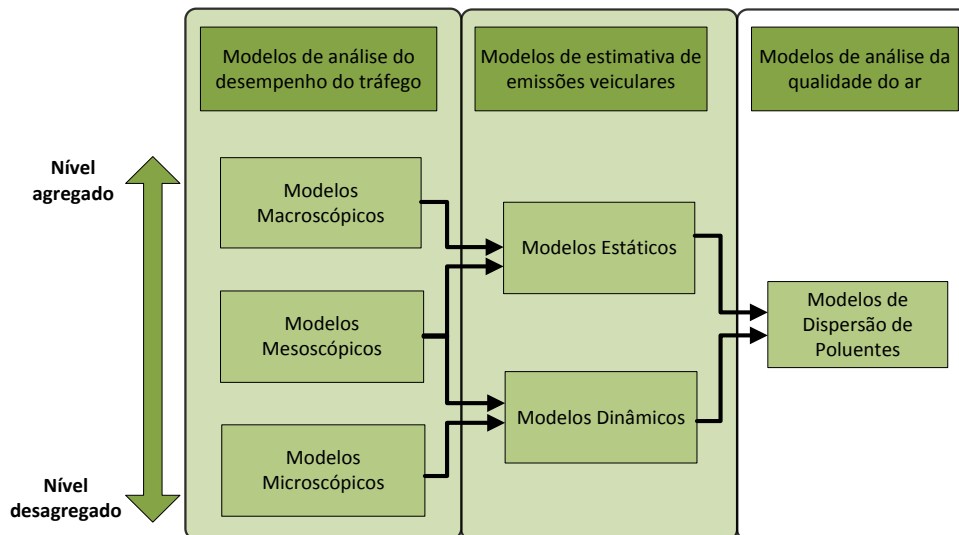 Modelos de análise do
desempenho do tráfego
Modelos de estimativa de
emissões veiculares
Modelos de análise da
qualidade do ar
Nível
agregado
Modelos
Macroscópicos
Modelos Estáticos
Modelos
Mesoscópicos
Modelos de
Dispersão de
Poluentes
Modelos Dinâmicos
Modelos
Microscópicos
Nível
desagregado